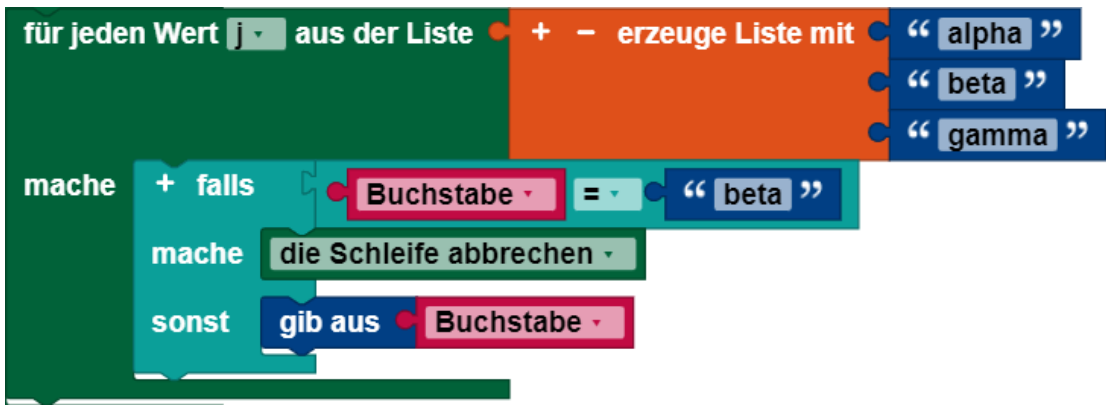 für jeden Wert j aus der Liste + − erzeuge Liste mit “ alpha ”
“ beta ”
“ gamma ”
mache + falls Buchstabe = “ beta ”
mache die Schleife abbrechen
sonst gib aus Buchstabe